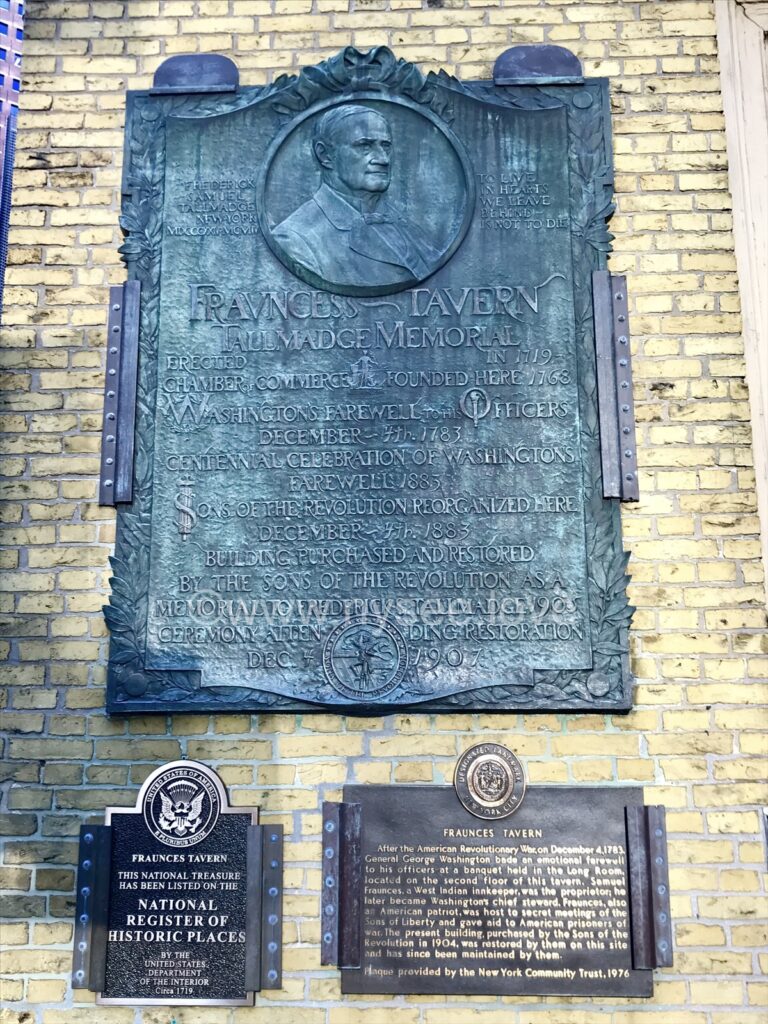 FREDERICK
SAMUEL
TALLMADGE
NEW YORK
TO LIVE
IN HEARTS
WE LEAVE
BEHIND
IS NOT TO DIE
FRAVNCESS TAVERN
TALLMADGE MEMORIAL
ERECTED IN 1719
CHAMBER OF COMMERCE FOUNDED HERE 1768
WASHINGTONS FAREWELL TO HIS OFFICERS
DECEMBER 4th. 1783
CENTENNIAL CELEBRATION OF WASHINGTONS
FAREWELL 1883
SONS OF THE REVOLUTION REORGANIZED HERE
DECEMBER 4th. 1883
BUILDING PURCHASED AND RESTORED
BY THE SONS OF THE REVOLUTION AS A
MEMORIAL TO FREDERICK S. TALLMADGE
CEREMONY ATTENDING RESTORATION
DEC. 4 1907
UNITED STATES OF AMERICA
E PLURIBUS UNUM
FRAUNCES TAVERN
THIS NATIONAL TREASURE
HAS BEEN LISTED ON THE
NATIONAL
REGISTER OF
HISTORIC PLACES
BY THE
UNITED STATES
DEPARTMENT
OF THE INTERIOR
Circa 1719
DESIGNATED LANDMARK
NEW YORK CITY
FRAUNCES TAVERN
After the American Revolutionary War, on December 4, 1783,
General George Washington bade an emotional farewell
to his officers at a banquet held in the Long Room,
located on the second floor of this tavern. Samuel
Fraunces, a West Indian innkeeper, was the proprietor; he
later became Washington's chief steward. Fraunces, also
an American patriot, was host to secret meetings of the
Sons of Liberty and gave aid to American prisoners of
war. The present building, purchased by the Sons of the
Revolution in 1904, was restored by them on this site
and has since been maintained by them.
Plaque provided by the New York Community Trust, 1976